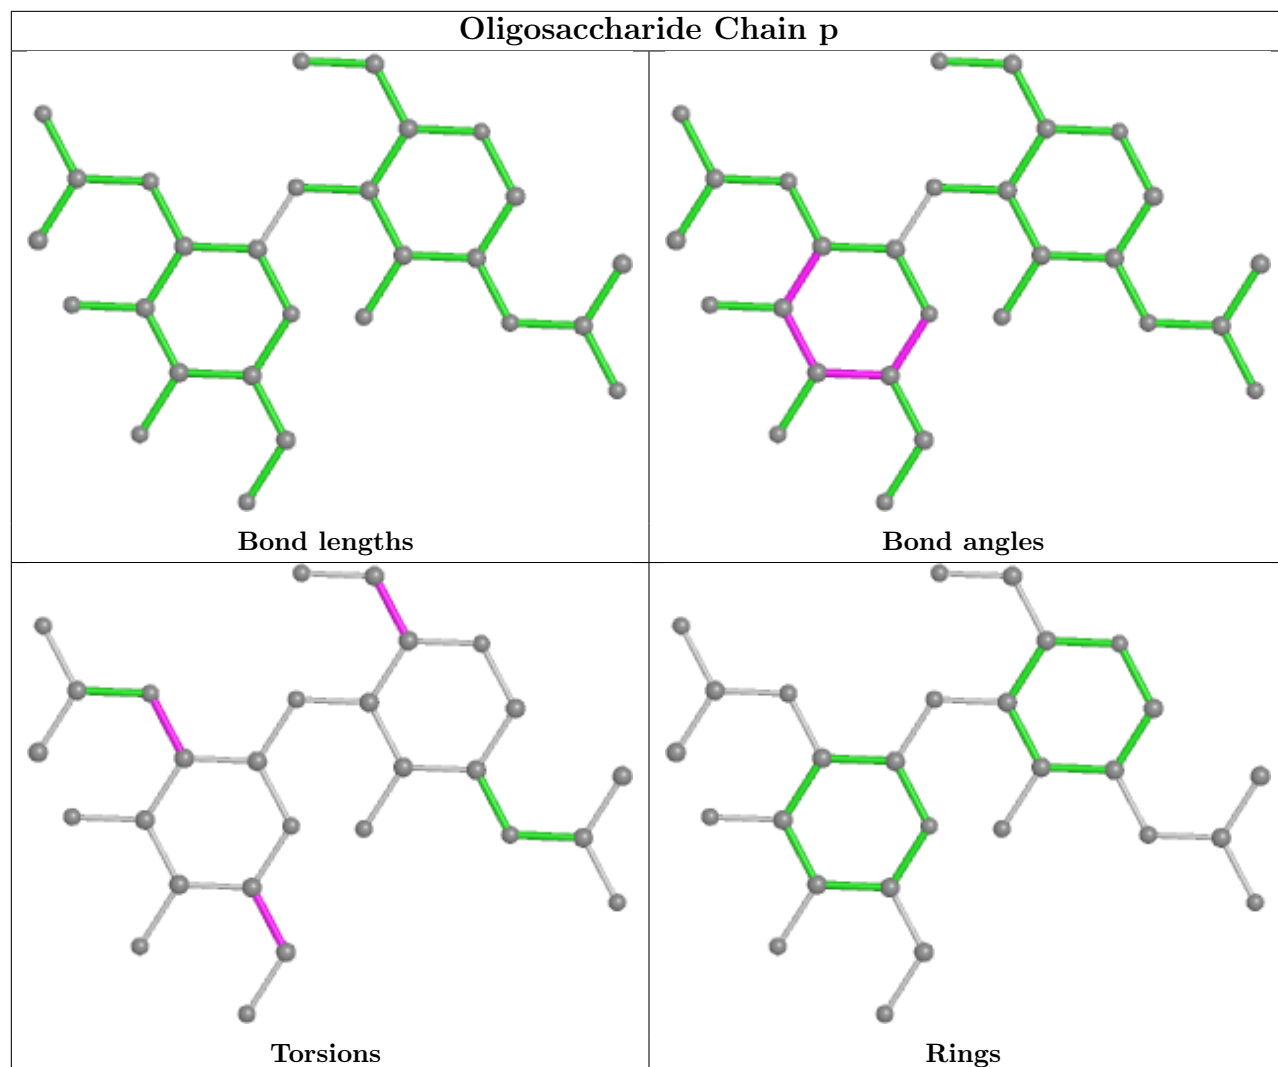 Oligosaccharide Chain p
Bond lengths
Bond angles
Torsions
Rings